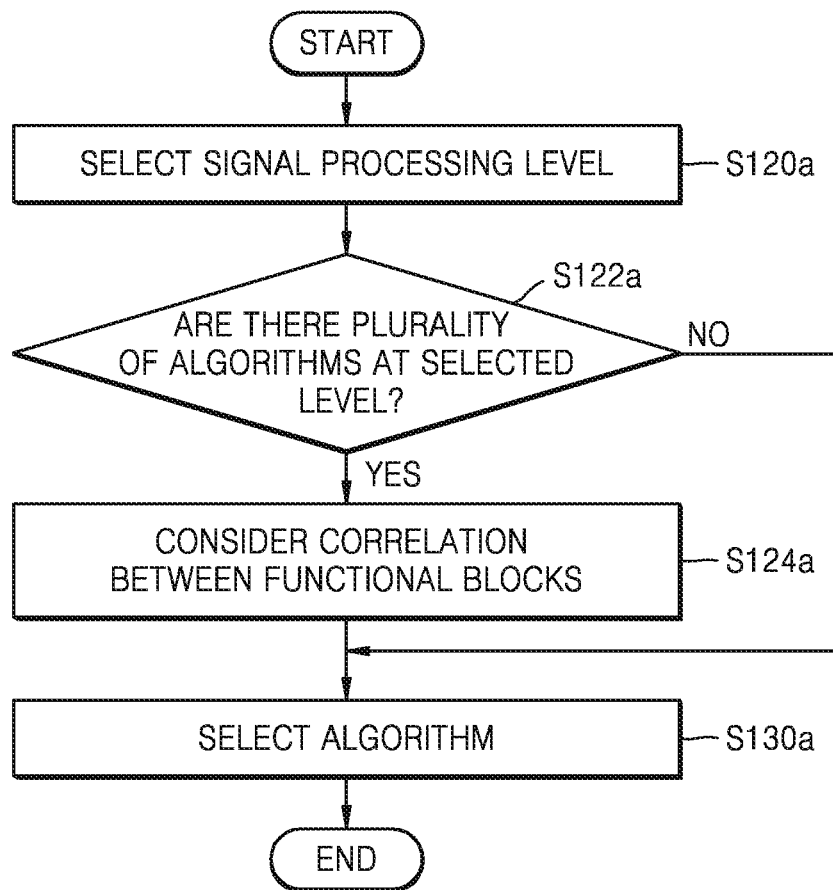 START
SELECT SIGNAL PROCESSING LEVEL
S120a
S122a
ARE THERE PLURALITY
OF ALGORITHMS AT SELECTED
LEVEL?
NO
YES
CONSIDER CORRELATION
BETWEEN FUNCTIONAL BLOCKS
S124a
SELECT ALGORITHM
S130a
END